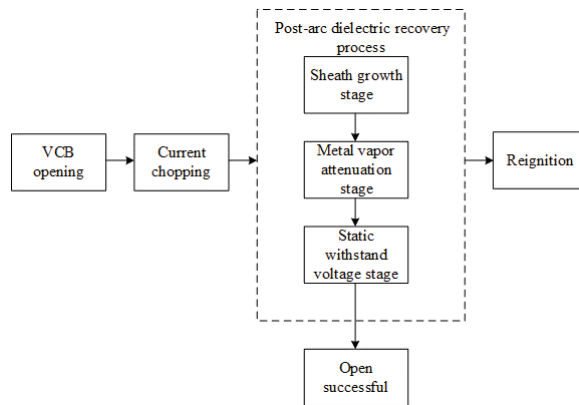 Post-arc dielectric recovery
process
Sheath growth
stage
VCB
opening
Current
chopping
Metal vapor
attenuation
stage
Reignition
Static
withstand
voltage stage
Open
successful